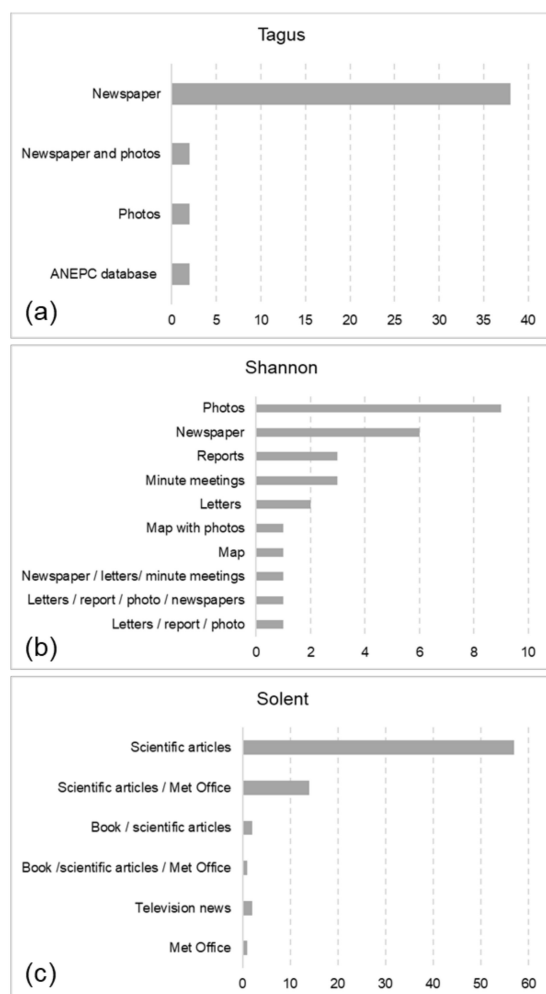 Tagus
Newspaper
Newspaper and photos
Photos
ANEPC database
0 5 10 15 20 25 30 35 40
(a)
Shannon
Photos
Newspaper
Reports
Minute meetings
Letters
Map with photos
Map
Newspaper / letters/ minute meetings
Letters / report / photo / newspapers
Letters / report / photo
0 2 4 6 8 10
(b)
Solent
Scientific articles
Scientific articles / Met Office
Book / scientific articles
Book /scientific articles / Met Office
Television news
Met Office
0 10 20 30 40 50 60
(c)